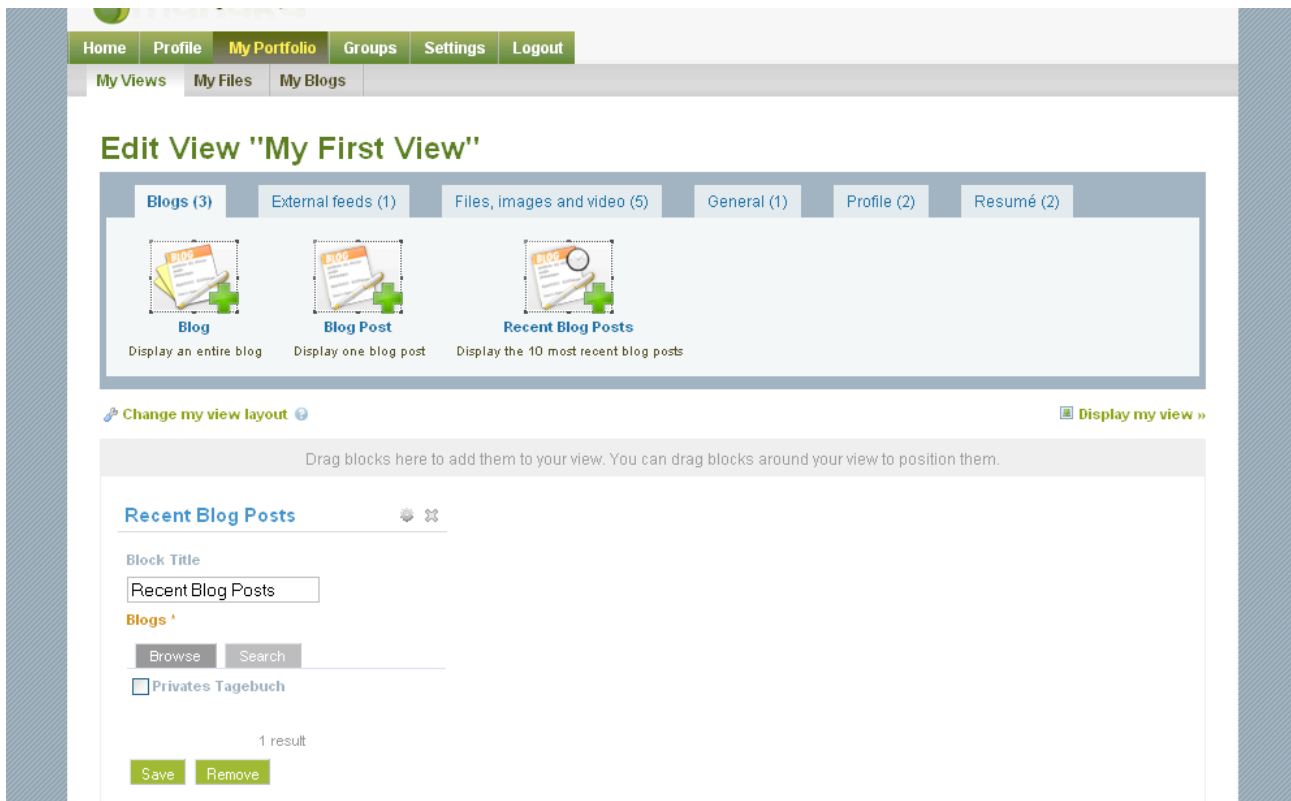 Home Profile My Portfolio Groups Settings Logout
My Views My Files My Blogs
Edit View "My First View"
Blogs (3) External feeds (1) Files, images and video (5) General (1) Profile (2) Resumé (2)
BLOG BLOG BLOG
Blog Blog Post Recent Blog Posts
Display an entire blog Display one blog post Display the 10 most recent blog posts
Change my view layout Display my view »
Drag blocks here to add them to your view. You can drag blocks around your view to position them.
Recent Blog Posts
Block Title
Recent Blog Posts
Blogs *
Browse Search
Privates Tagebuch
1 result
Save Remove